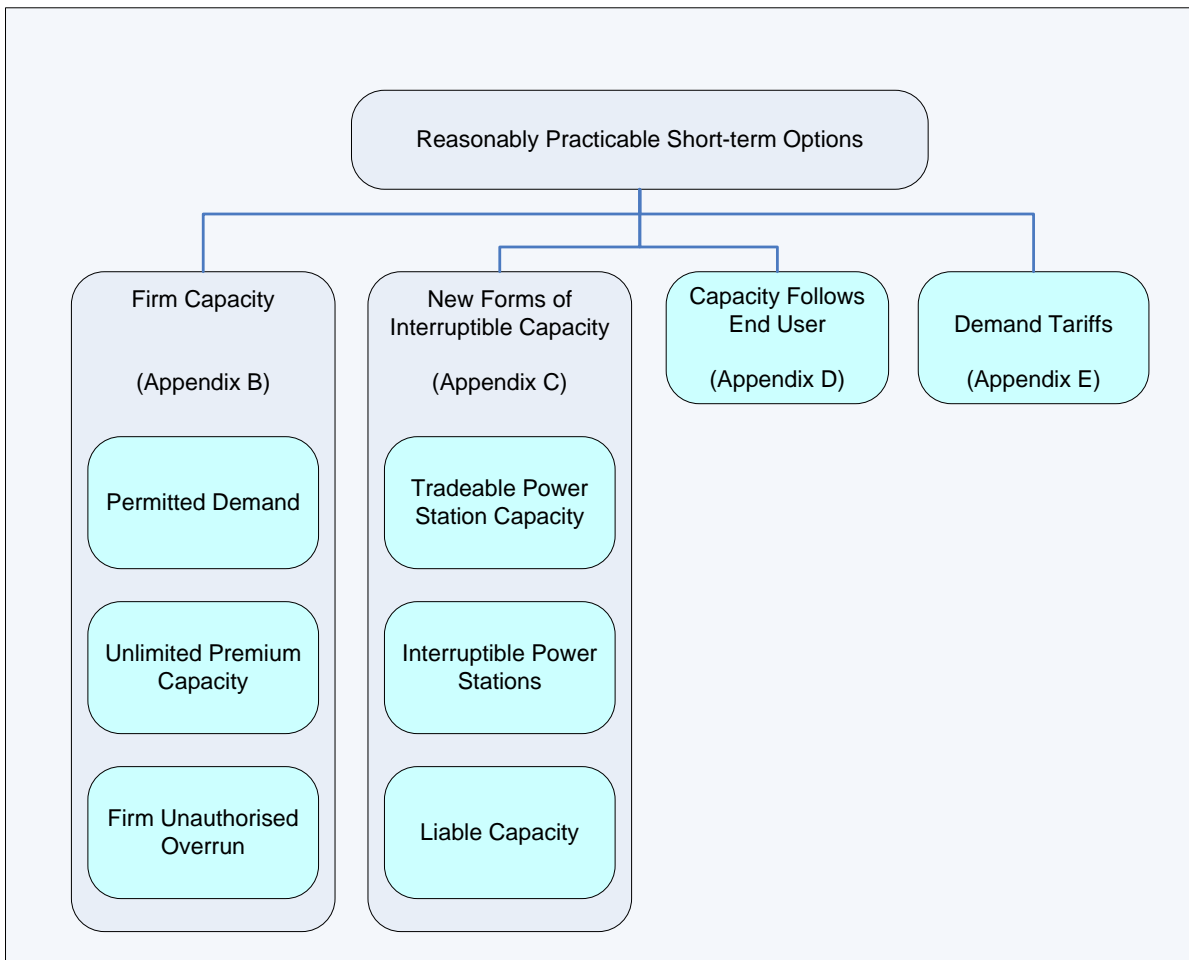 Reasonably Practicable Short-term Options
Firm Capacity
(Appendix B)
Permitted Demand
Unlimited Premium
Capacity
Firm Unauthorised
Overrun
New Forms of
Interruptible Capacity
(Appendix C)
Tradeable Power
Station Capacity
Interruptible Power
Stations
Liable Capacity
Capacity Follows
End User
(Appendix D)
Demand Tariffs
(Appendix E)